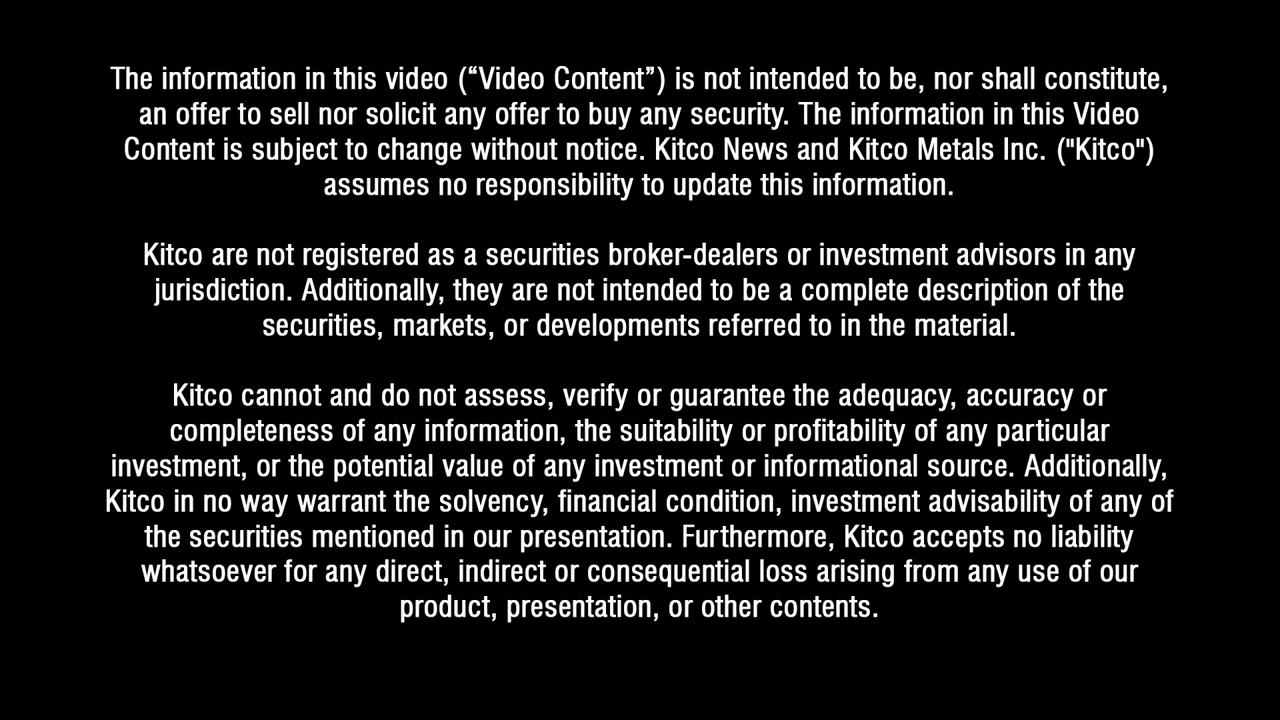 The information in this video (“Video Content”) is not intended to be, nor shall constitute,
an offer to sell nor solicit any offer to buy any security. The information in this Video
Content is subject to change without notice. Kitco News and Kitco Metals Inc. ("Kitco")
assumes no responsibility to update this information.
Kitco are not registered as a securities broker-dealers or investment advisors in any
jurisdiction. Additionally, they are not intended to be a complete description of the
securities, markets, or developments referred to in the material.
Kitco cannot and do not assess, verify or guarantee the adequacy, accuracy or
completeness of any information, the suitability or profitability of any particular
investment, or the potential value of any investment or informational source. Additionally,
Kitco in no way warrant the solvency, financial condition, investment advisability of any of
the securities mentioned in our presentation. Furthermore, Kitco accepts no liability
whatsoever for any direct, indirect or consequential loss arising from any use of our
product, presentation, or other contents.